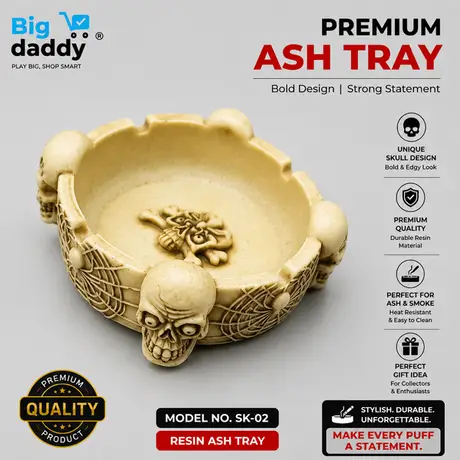 Big
daddy ®
PLAY BIG, SHOP SMART
PREMIUM
ASH TRAY
Bold Design | Strong Statement
UNIQUE
SKULL DESIGN
Bold & Edgy Look
PREMIUM
QUALITY
Durable Resin
Material
PERFECT FOR
ASH & SMOKE
Heat Resistant
& Easy to Clean
PERFECT
GIFT IDEA
For Collectors
& Enthusiasts
PREMIUM
QUALITY
PRODUCT
MODEL NO. SK-02
RESIN ASH TRAY
STYLISH. DURABLE.
UNFORGETTABLE.
MAKE EVERY PUFF
A STATEMENT.